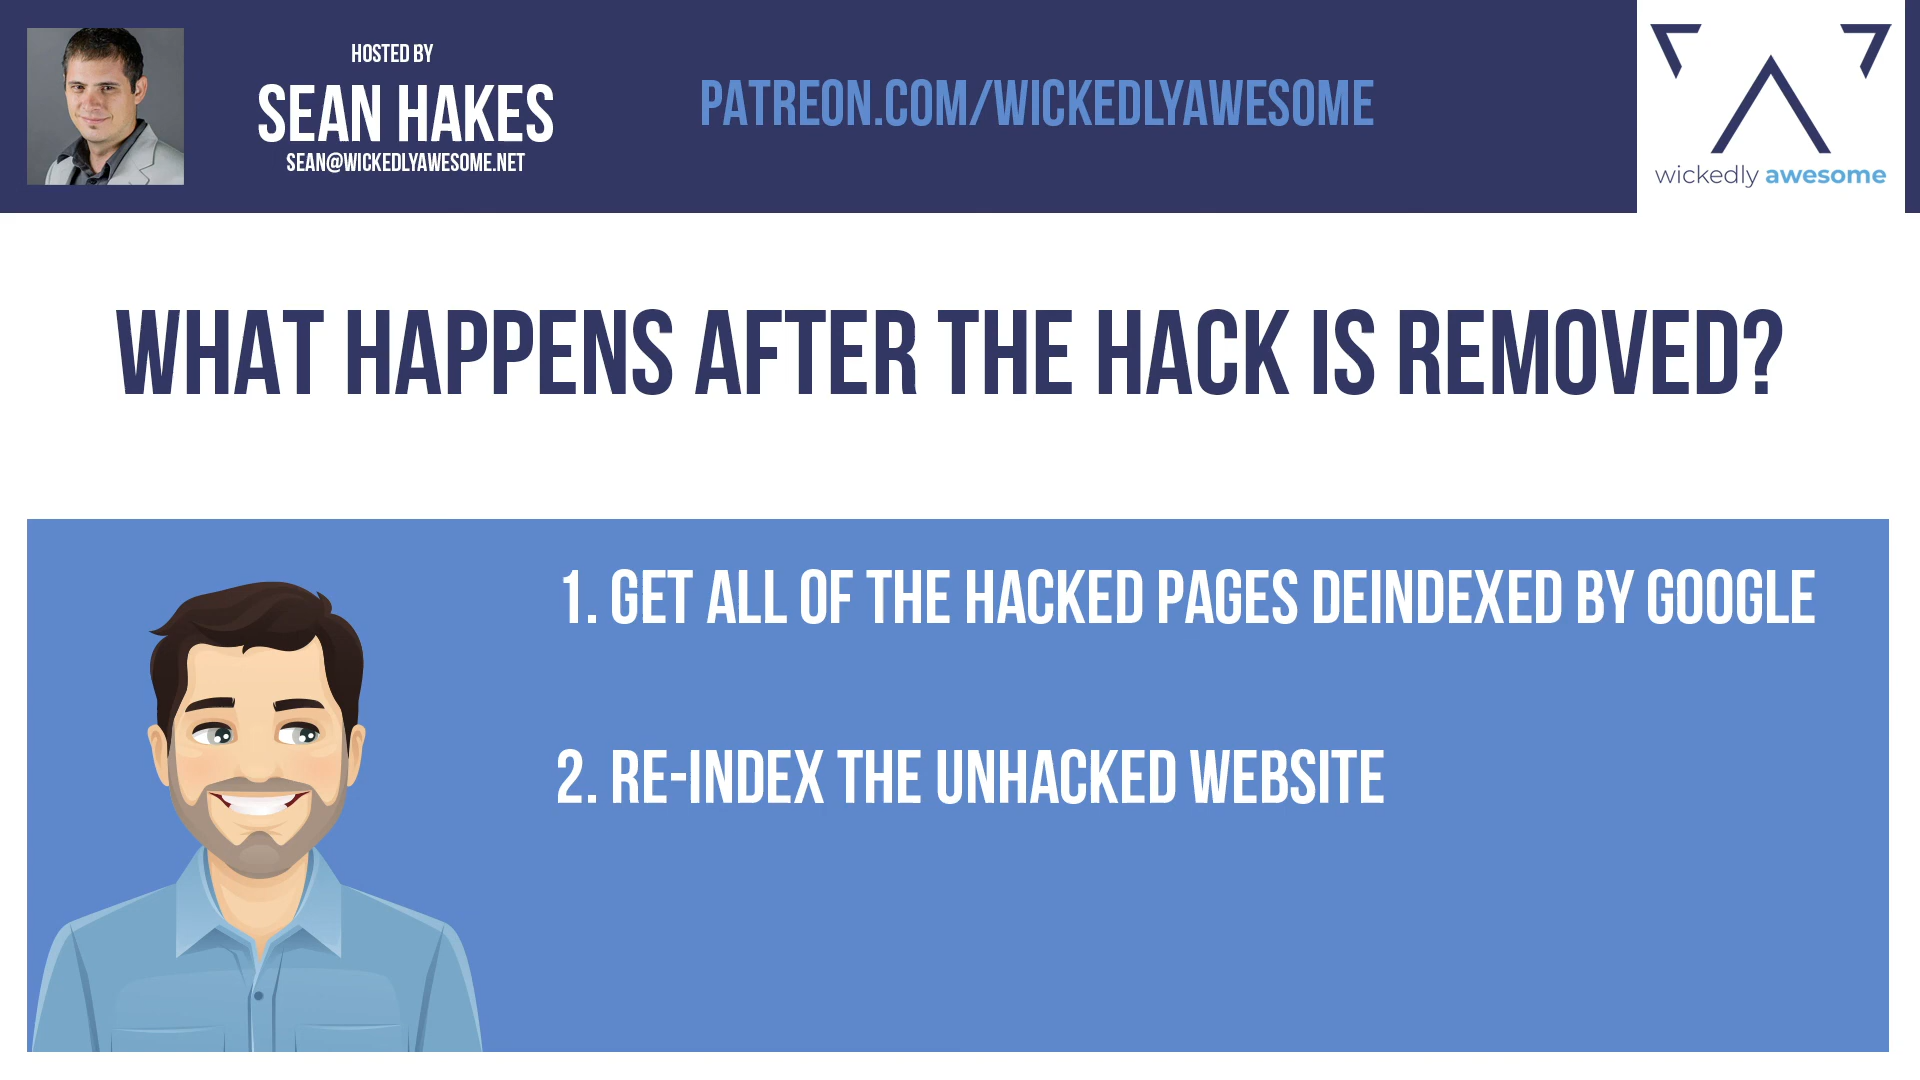 HOSTED BY
SEAN HAKES
SEAN@WICKEDLYAWESOME.NET
PATREON.COM/WICKEDLYAWESOME
wickedly awesome
WHAT HAPPENS AFTER THE HACK IS REMOVED?
1. GET ALL OF THE HACKED PAGES DEINDEXED BY GOOGLE
2. RE-INDEX THE UNHACKED WEBSITE